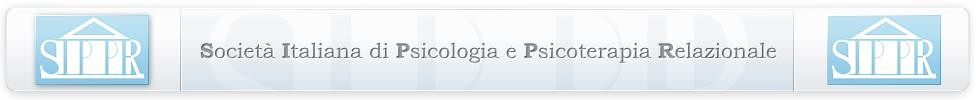 SIPPR
Società Italiana di Psicologia e Psicoterapia Relazionale
SIPPR